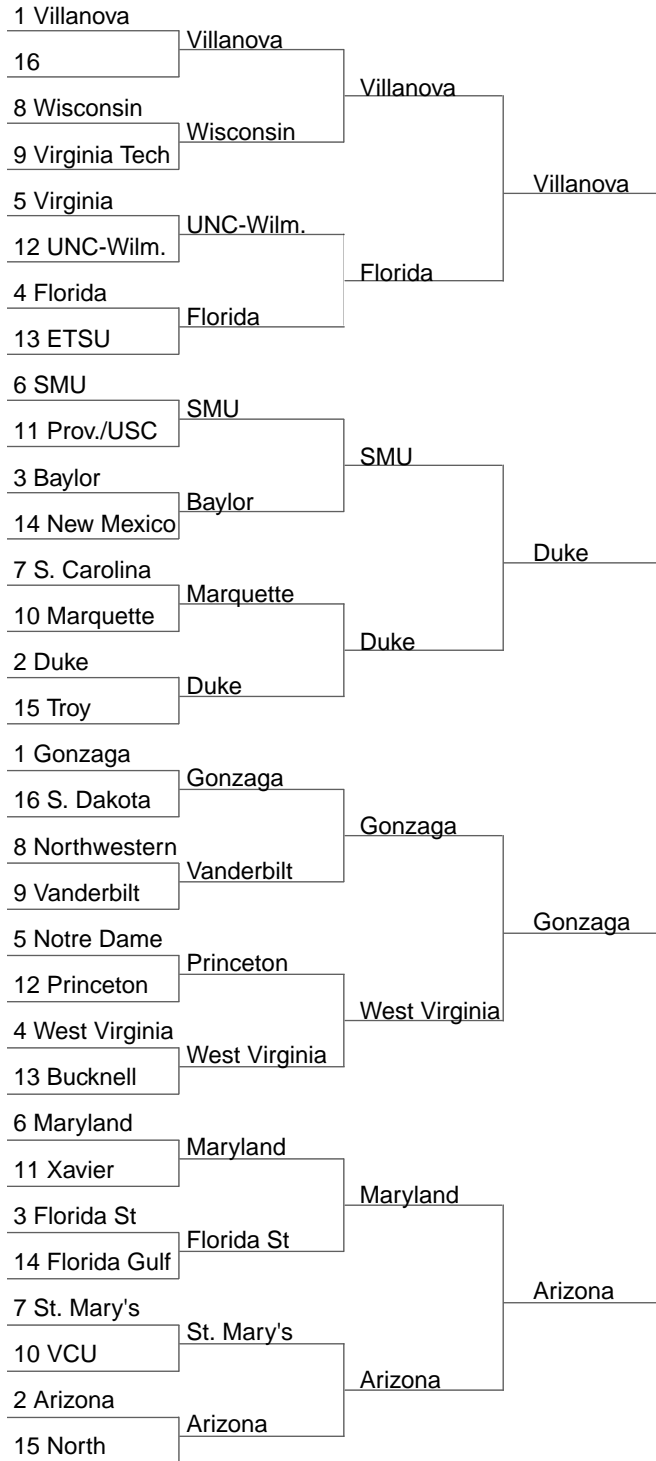 1 Villanova
16
8 Wisconsin
9 Virginia Tech
5 Virginia
12 UNC-Wilm.
4 Florida
13 ETSU
6 SMU
11 Prov./USC
3 Baylor
14 New Mexico
7 S. Carolina
10 Marquette
2 Duke
15 Troy
1 Gonzaga
16 S. Dakota
8 Northwestern
9 Vanderbilt
5 Notre Dame
12 Princeton
4 West Virginia
13 Bucknell
6 Maryland
11 Xavier
3 Florida St
14 Florida Gulf
7 St. Mary's
10 VCU
2 Arizona
15 North
Villanova
Wisconsin
UNC-Wilm.
Florida
SMU
Baylor
Marquette
Duke
Gonzaga
Vanderbilt
Princeton
West Virginia
Maryland
Florida St
St. Mary's
Arizona
Villanova
Florida
SMU
Duke
Gonzaga
West Virginia
Maryland
Arizona
Villanova
Duke
Gonzaga
Arizona